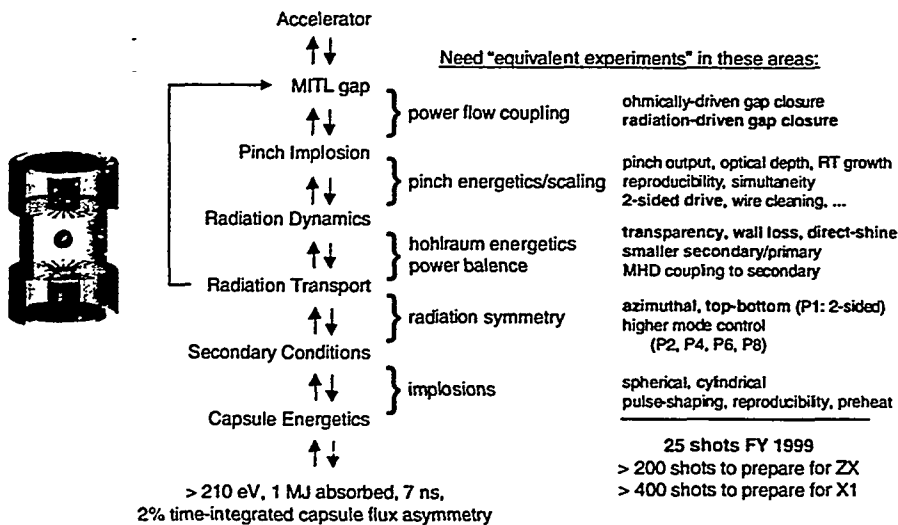 Accelerator
Need "equivalent experiments" in these areas:
MITL gap
power flow coupling
ohmically-driven gap closure
radiation-driven gap closure
Pinch Implosion
pinch energetics/scaling
pinch output, optical depth, RT growth
reproducibility, simultaneity
2-sided drive, wire cleaning, ...
Radiation Dynamics
hohlraum energetics
power balence
transparency, wall loss, direct-shine
smaller secondary/primary
MHD coupling to secondary
Radiation Transport
radiation symmetry
azimuthal, top-bottom (P1: 2-sided)
higher mode control
(P2, P4, P6, P8)
Secondary Conditions
implosions
spherical, cylindrical
pulse-shaping, reproducibility, preheat
Capsule Energetics
25 shots FY 1999
> 200 shots to prepare for ZX
> 400 shots to prepare for X1
> 210 eV, 1 MJ absorbed, 7 ns,
2% time-integrated capsule flux asymmetry